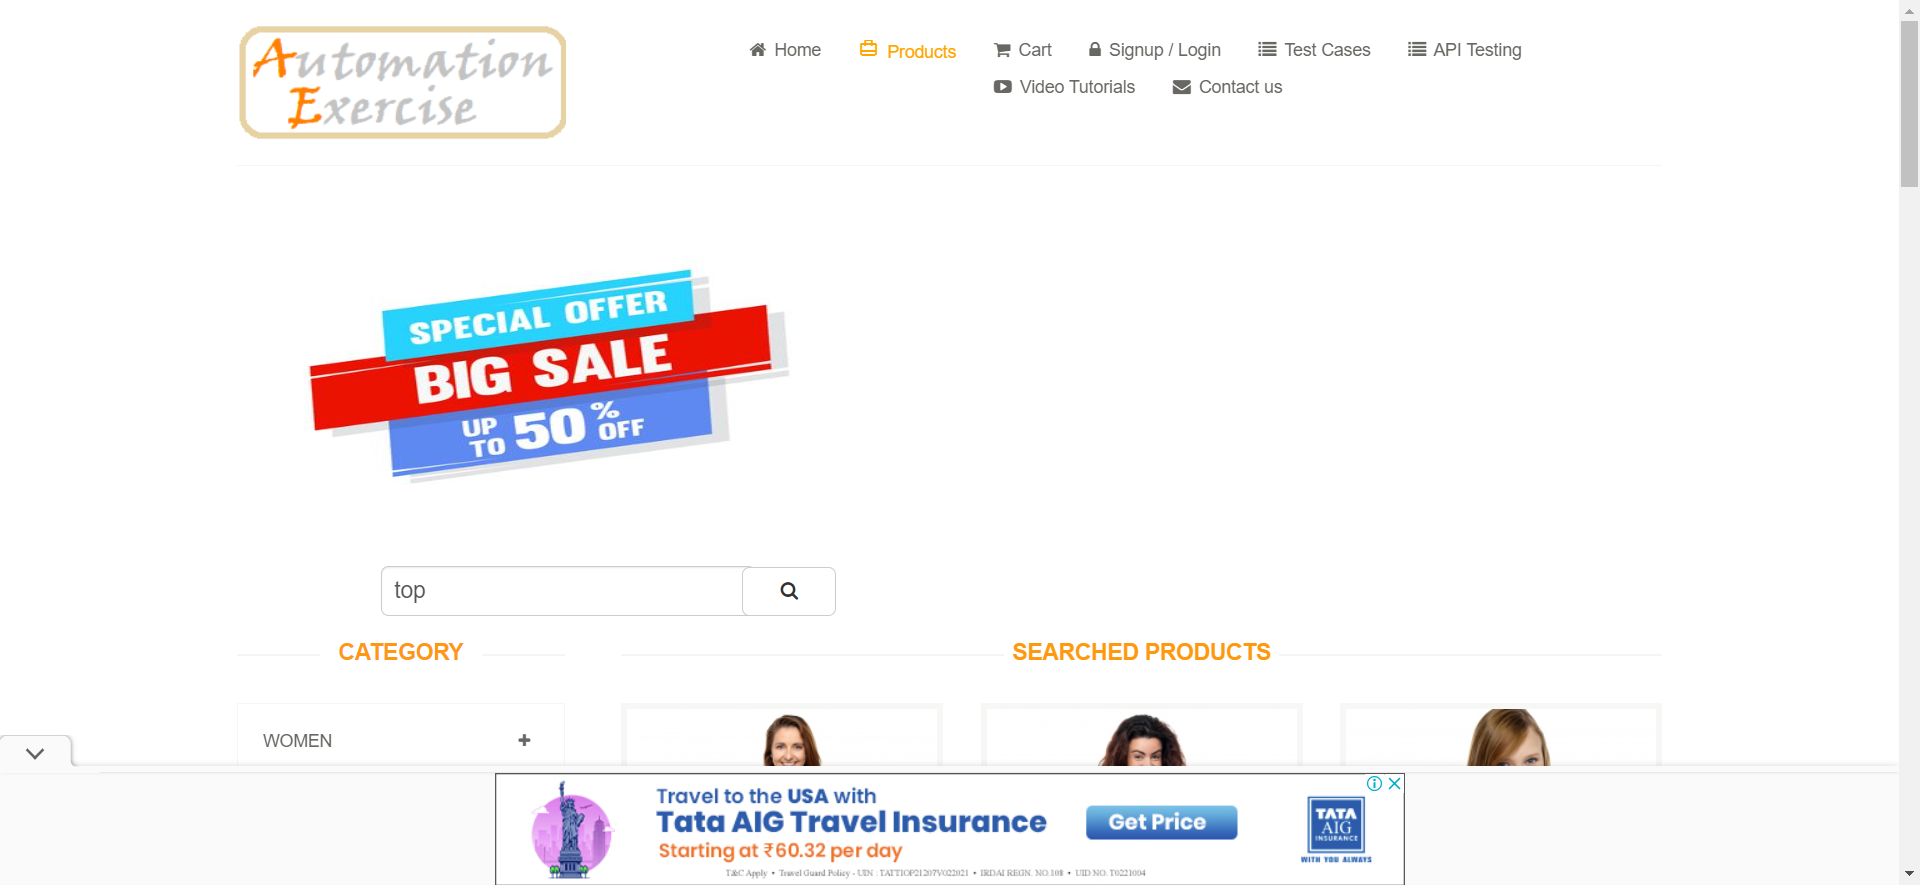 Automation
Exercise
Home
Products
Cart
Signup / Login
Test Cases
API Testing
Video Tutorials
Contact us
SPECIAL OFFER
BIG SALE
UP TO 50% OFF
top
CATEGORY
SEARCHED PRODUCTS
WOMEN
Travel to the USA with
Tata AIG Travel Insurance
Starting at ₹60.32 per day
Get Price
TATA
AIG
INSURANCE
WITH YOU ALWAYS
T&C Apply • Travel Guard Policy - UIN : TATTIOP21207V022021 • IRDAI REGN. NO.108 • UID NO. T0221004